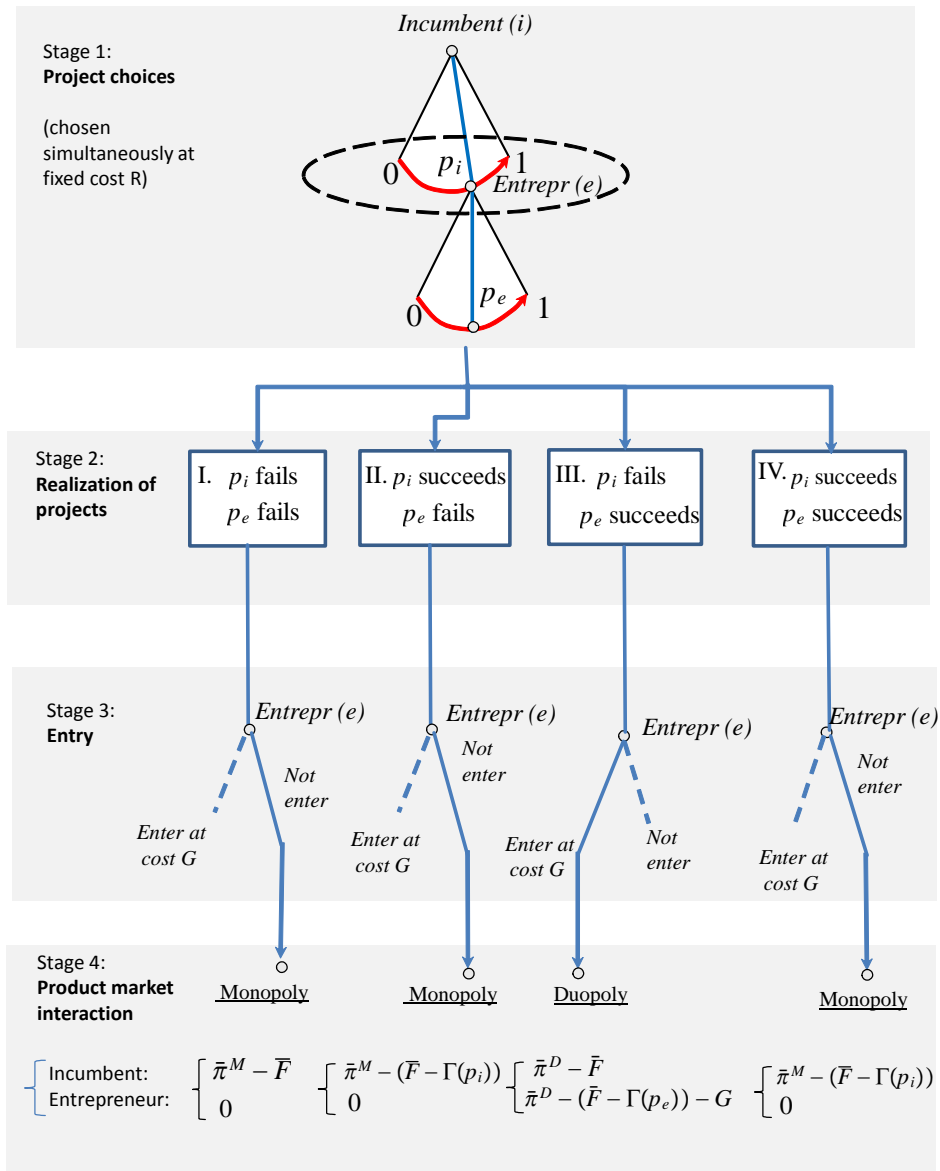 Incumbent (i)
Stage 1:
Project choices
(chosen
simultaneously at
fixed cost R)
0
p_i
1
Entrepr (e)
0
p_e
1
Stage 2:
Realization of
projects
I. p_i fails
p_e fails
II. p_i succeeds
p_e fails
III. p_i fails
p_e succeeds
IV. p_i succeeds
p_e succeeds
Stage 3:
Entry
Entrepr (e)
Not
enter
Enter at
cost G
Entrepr (e)
Not
enter
Enter at
cost G
Entrepr (e)
Enter at
cost G
Not
enter
Entrepr (e)
Not
enter
Enter at
cost G
Stage 4:
Product market
interaction
Monopoly
Monopoly
Duopoly
Monopoly
Incumbent:
Entrepreneur:
π̄^M − F̄
0
π̄^M − (F̄ − Γ(p_i))
0
π̄^D − F̄
π̄^D − (F̄ − Γ(p_e)) − G
π̄^M − (F̄ − Γ(p_i))
0